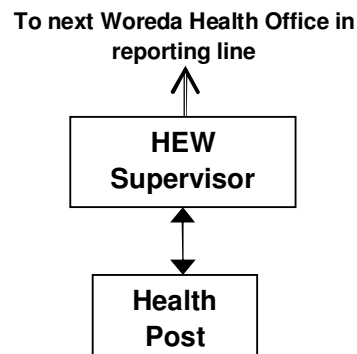 To next Woreda Health Office in
reporting line
HEW
Supervisor
Health
Post